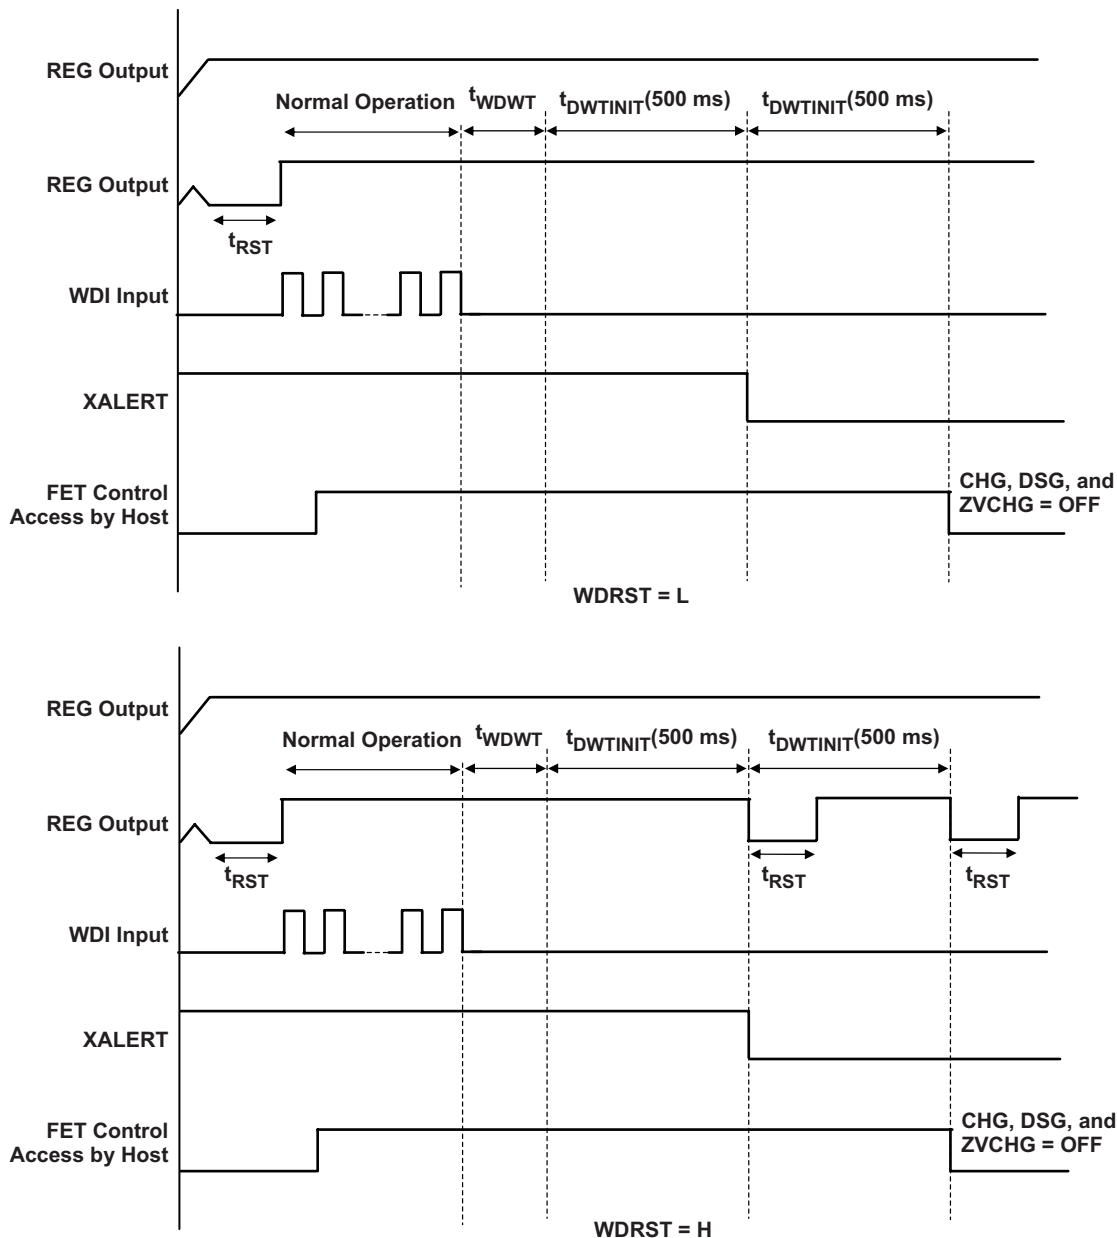 REG Output
Normal Operation
tWDWT
tDWTINIT(500 ms)
tDWTINIT(500 ms)
REG Output
tRST
WDI Input
XALERT
FET Control
Access by Host
CHG, DSG, and
ZVCHG = OFF
WDRST = L
REG Output
Normal Operation
tWDWT
tDWTINIT(500 ms)
tDWTINIT(500 ms)
REG Output
tRST
tRST
tRST
WDI Input
XALERT
FET Control
Access by Host
CHG, DSG, and
ZVCHG = OFF
WDRST = H